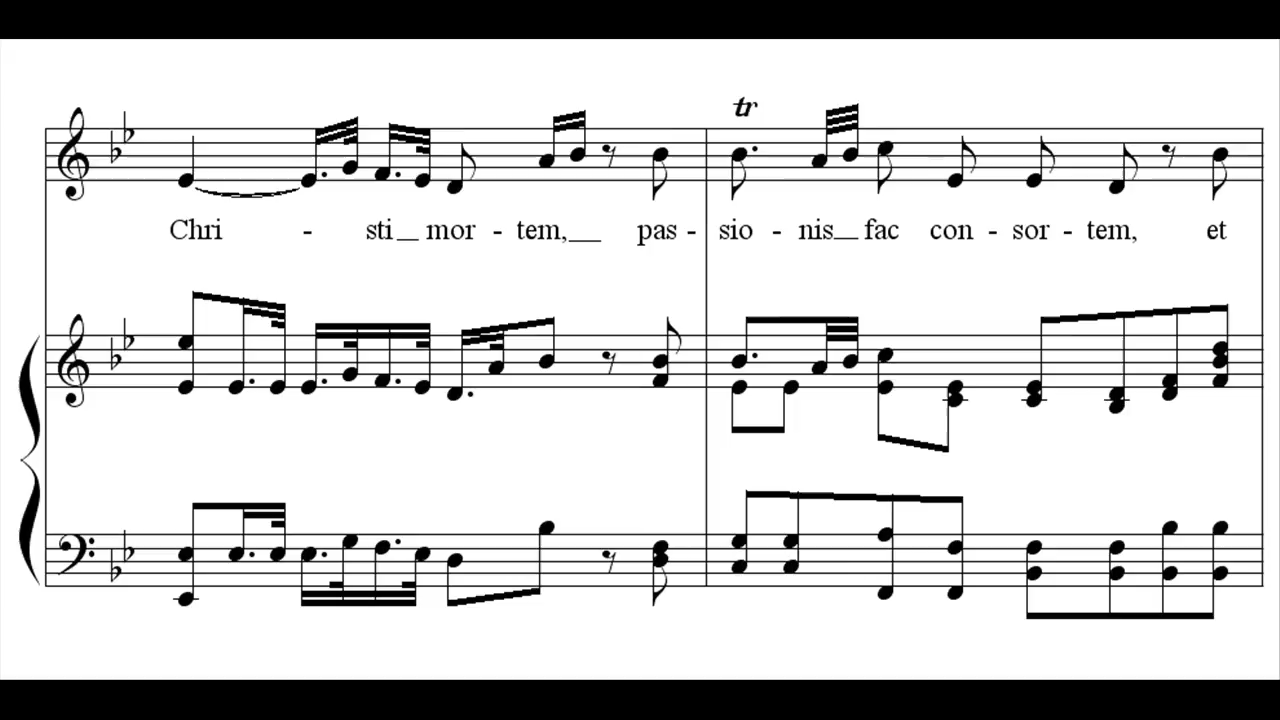 tr
Chri - sti _ mor - tem, _ pas - sio - nis _ fac con - sor - tem, et